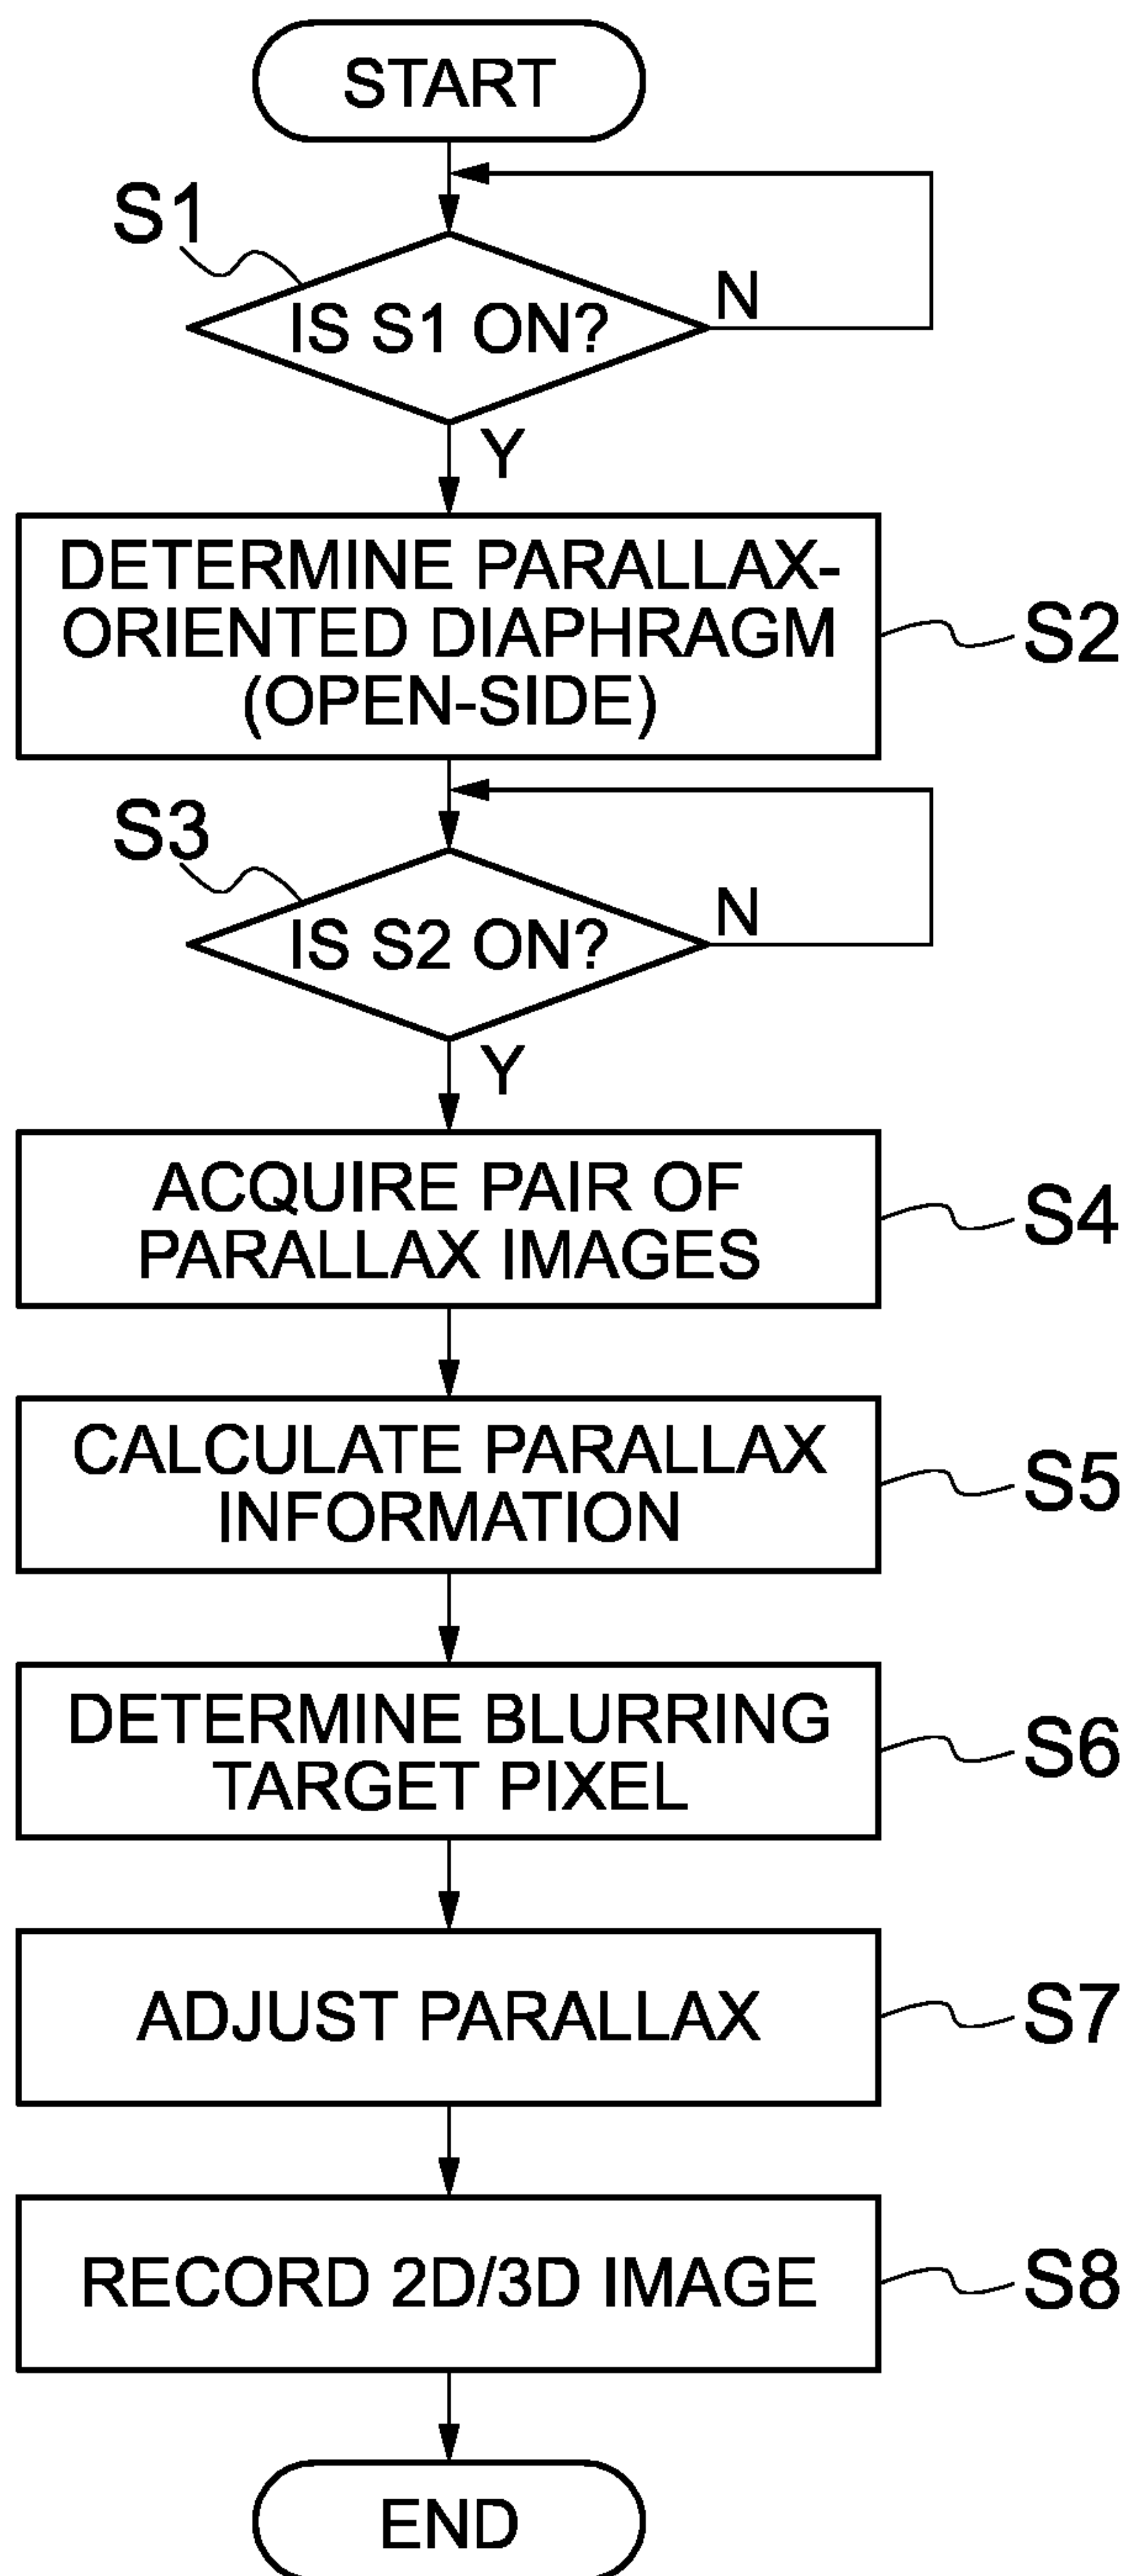 START
S1
IS S1 ON?
N
Y
DETERMINE PARALLAX-
ORIENTED DIAPHRAGM
(OPEN-SIDE)
S2
S3
IS S2 ON?
N
Y
ACQUIRE PAIR OF
PARALLAX IMAGES
S4
CALCULATE PARALLAX
INFORMATION
S5
DETERMINE BLURRING
TARGET PIXEL
S6
ADJUST PARALLAX
S7
RECORD 2D/3D IMAGE
S8
END